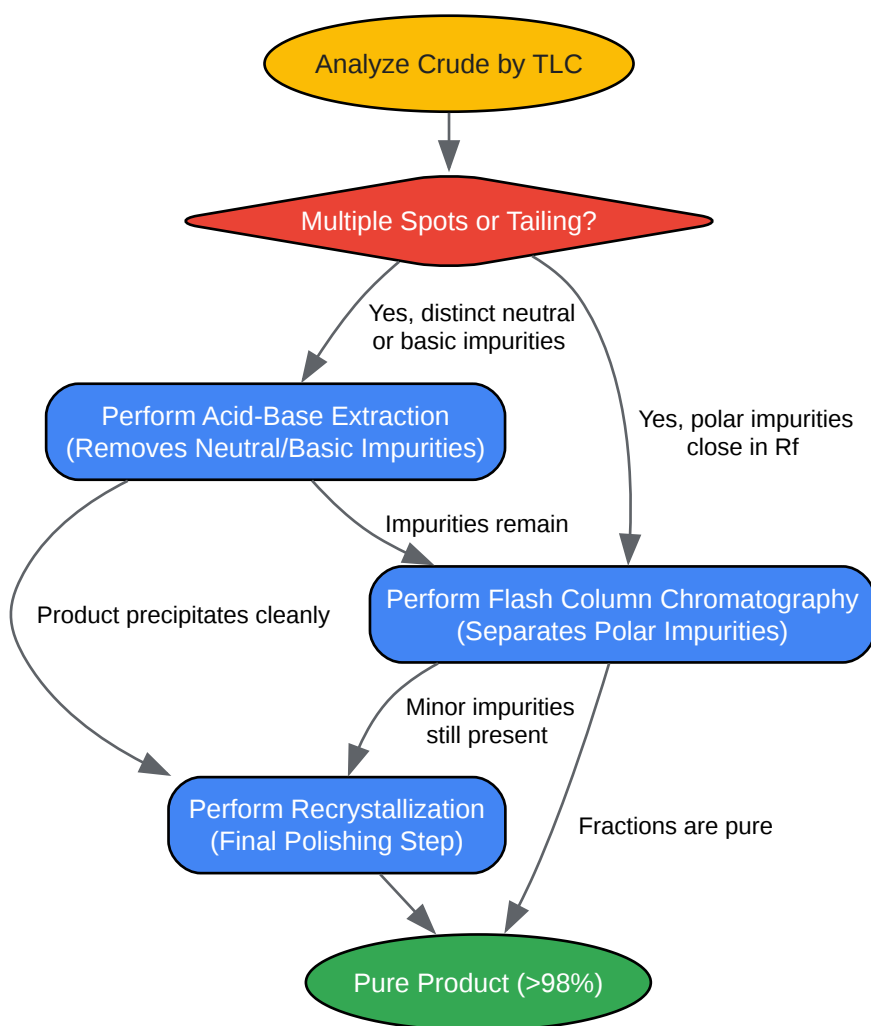 Analyze Crude by TLC
Multiple Spots or Tailing?
Yes, distinct neutral
or basic impurities
Perform Acid-Base Extraction
(Removes Neutral/Basic Impurities)
Yes, polar impurities
close in Rf
Impurities remain
Product precipitates cleanly
Perform Flash Column Chromatography
(Separates Polar Impurities)
Minor impurities
still present
Perform Recrystallization
(Final Polishing Step)
Fractions are pure
Pure Product (>98%)